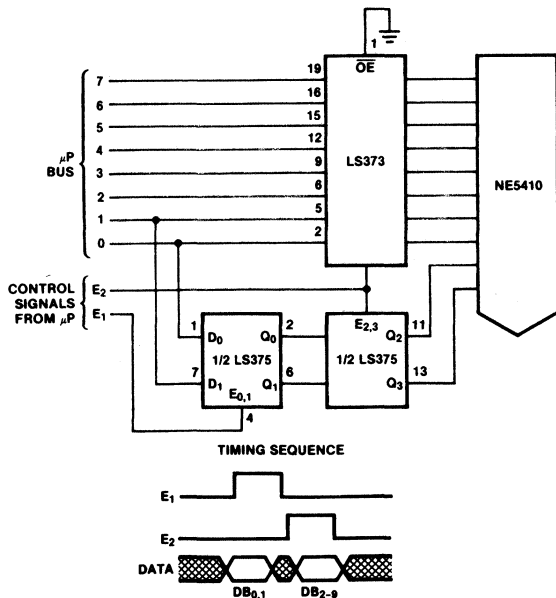 1
OE
7 19
6 16
5 15
4 12
3 9
2 6
1 5
0 2
μP
BUS
LS373
NE5410
CONTROL
SIGNALS
FROM μP
E2
E1
1 D0 Q0 2
1/2 LS375
7 D1 Q1 6
E0,1
4
E2,3
Q2 11
1/2 LS375
Q3 13
TIMING SEQUENCE
E1
E2
DATA
DB0,1 DB2-9